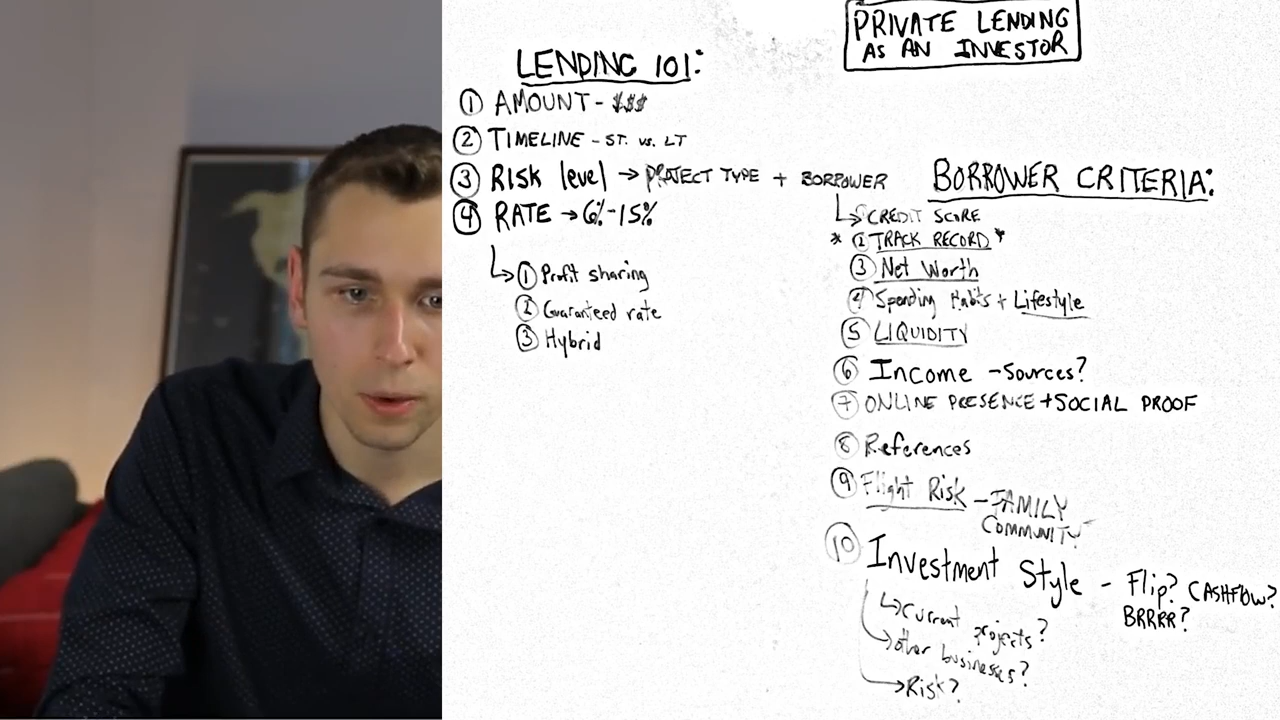 PRIVATE LENDING
AS AN INVESTOR
LENDING 101:
① AMOUNT - $$$
② TIMELINE - ST. vs. LT
③ RISK level → PROJECT TYPE + BORROWER
④ RATE → 6%-15%
① Profit sharing
② Guaranteed rate
③ Hybrid
BORROWER CRITERIA:
CREDIT SCORE
* ② TRACK RECORD *
③ Net Worth
④ Spending Habits + Lifestyle
⑤ LIQUIDITY
⑥ Income - Sources?
⑦ ONLINE PRESENCE + SOCIAL PROOF
⑧ References
⑨ Flight Risk - FAMILY
COMMUNITY
⑩ Investment Style - Flip? CASHFLOW?
BRRRR?
↳ current projects?
→ other businesses?
→ Risk?